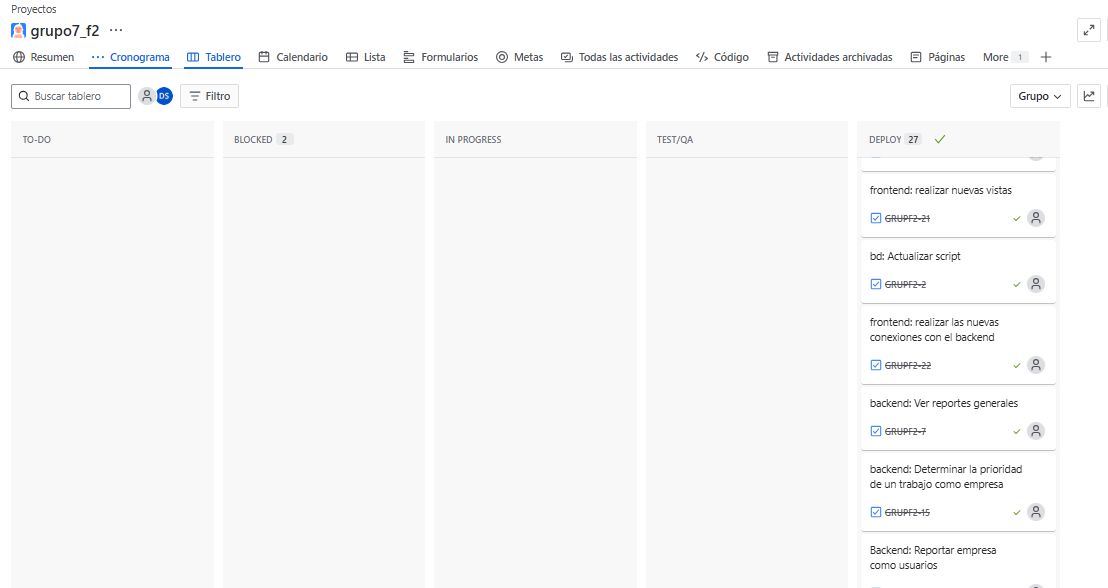 Proyectos
grupo7_f2 ...
Resumen ... Cronograma Tablero Calendario Lista Formularios Metas Todas las actividades Código Actividades archivadas Páginas More 1
Buscar tablero DS Filtro Grupo
TO-DO BLOCKED 2 IN PROGRESS TEST/QA DEPLOY 27
frontend: realizar nuevas vistas
GRUPF2-21
bd: Actualizar script
GRUPF2-2
frontend: realizar las nuevas
conexiones con el backend
GRUPF2-22
backend: Ver reportes generales
GRUPF2-7
backend: Determinar la prioridad
de un trabajo como empresa
GRUPF2-15
Backend: Reportar empresa
como usuarios